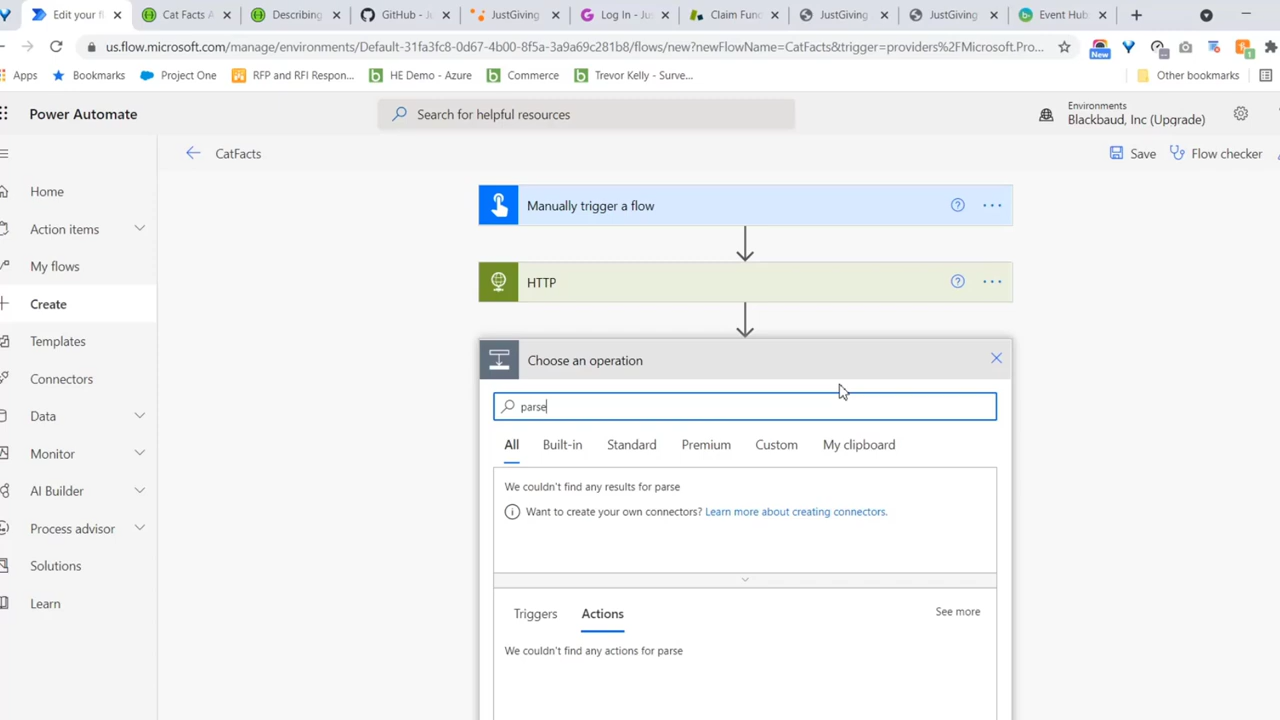 Edit your fl
Cat Facts A
Describing
GitHub - Ju
JustGiving
Log In - Jus
Claim Func
JustGiving
JustGiving
Event Hub
us.flow.microsoft.com/manage/environments/Default-31fa3fc8-0d67-4b00-8f5a-3a9a69c281b8/flows/new?newFlowName=CatFacts&trigger=providers%2FMicrosoft.Pro...
New
1
Apps
Bookmarks
Project One
RFP and RFI Respon...
HE Demo - Azure
Commerce
Trevor Kelly - Surve...
Other bookmarks
Power Automate
Search for helpful resources
Environments
Blackbaud, Inc (Upgrade)
CatFacts
Save
Flow checker
Home
Action items
My flows
Create
Templates
Connectors
Data
Monitor
AI Builder
Process advisor
Solutions
Learn
Manually trigger a flow
HTTP
Choose an operation
parse
All
Built-in
Standard
Premium
Custom
My clipboard
We couldn't find any results for parse
Want to create your own connectors? Learn more about creating connectors.
Triggers
Actions
See more
We couldn't find any actions for parse